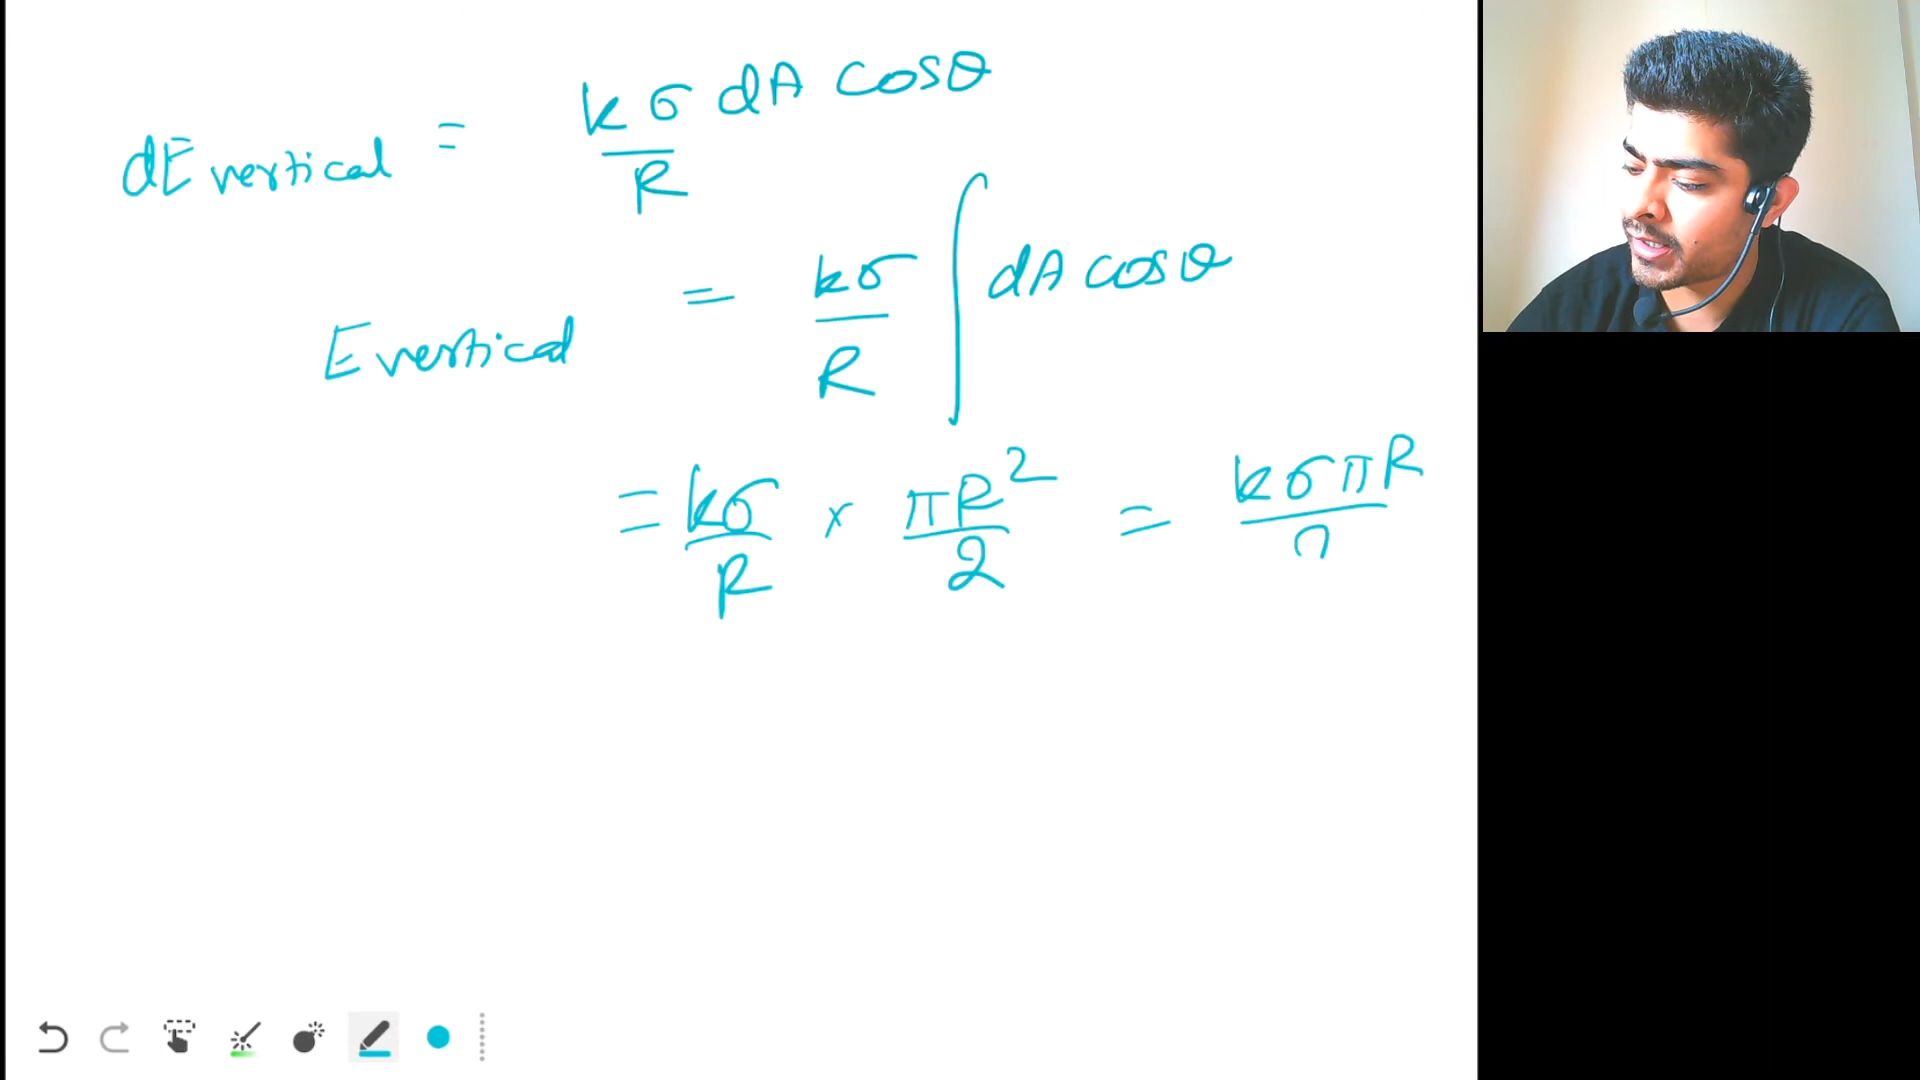 dE vertical = kσ dA cosθ / R
E vertical = kσ / R ∫ dA cosθ
= kσ / R × πR² / 2 = kσπR / 2